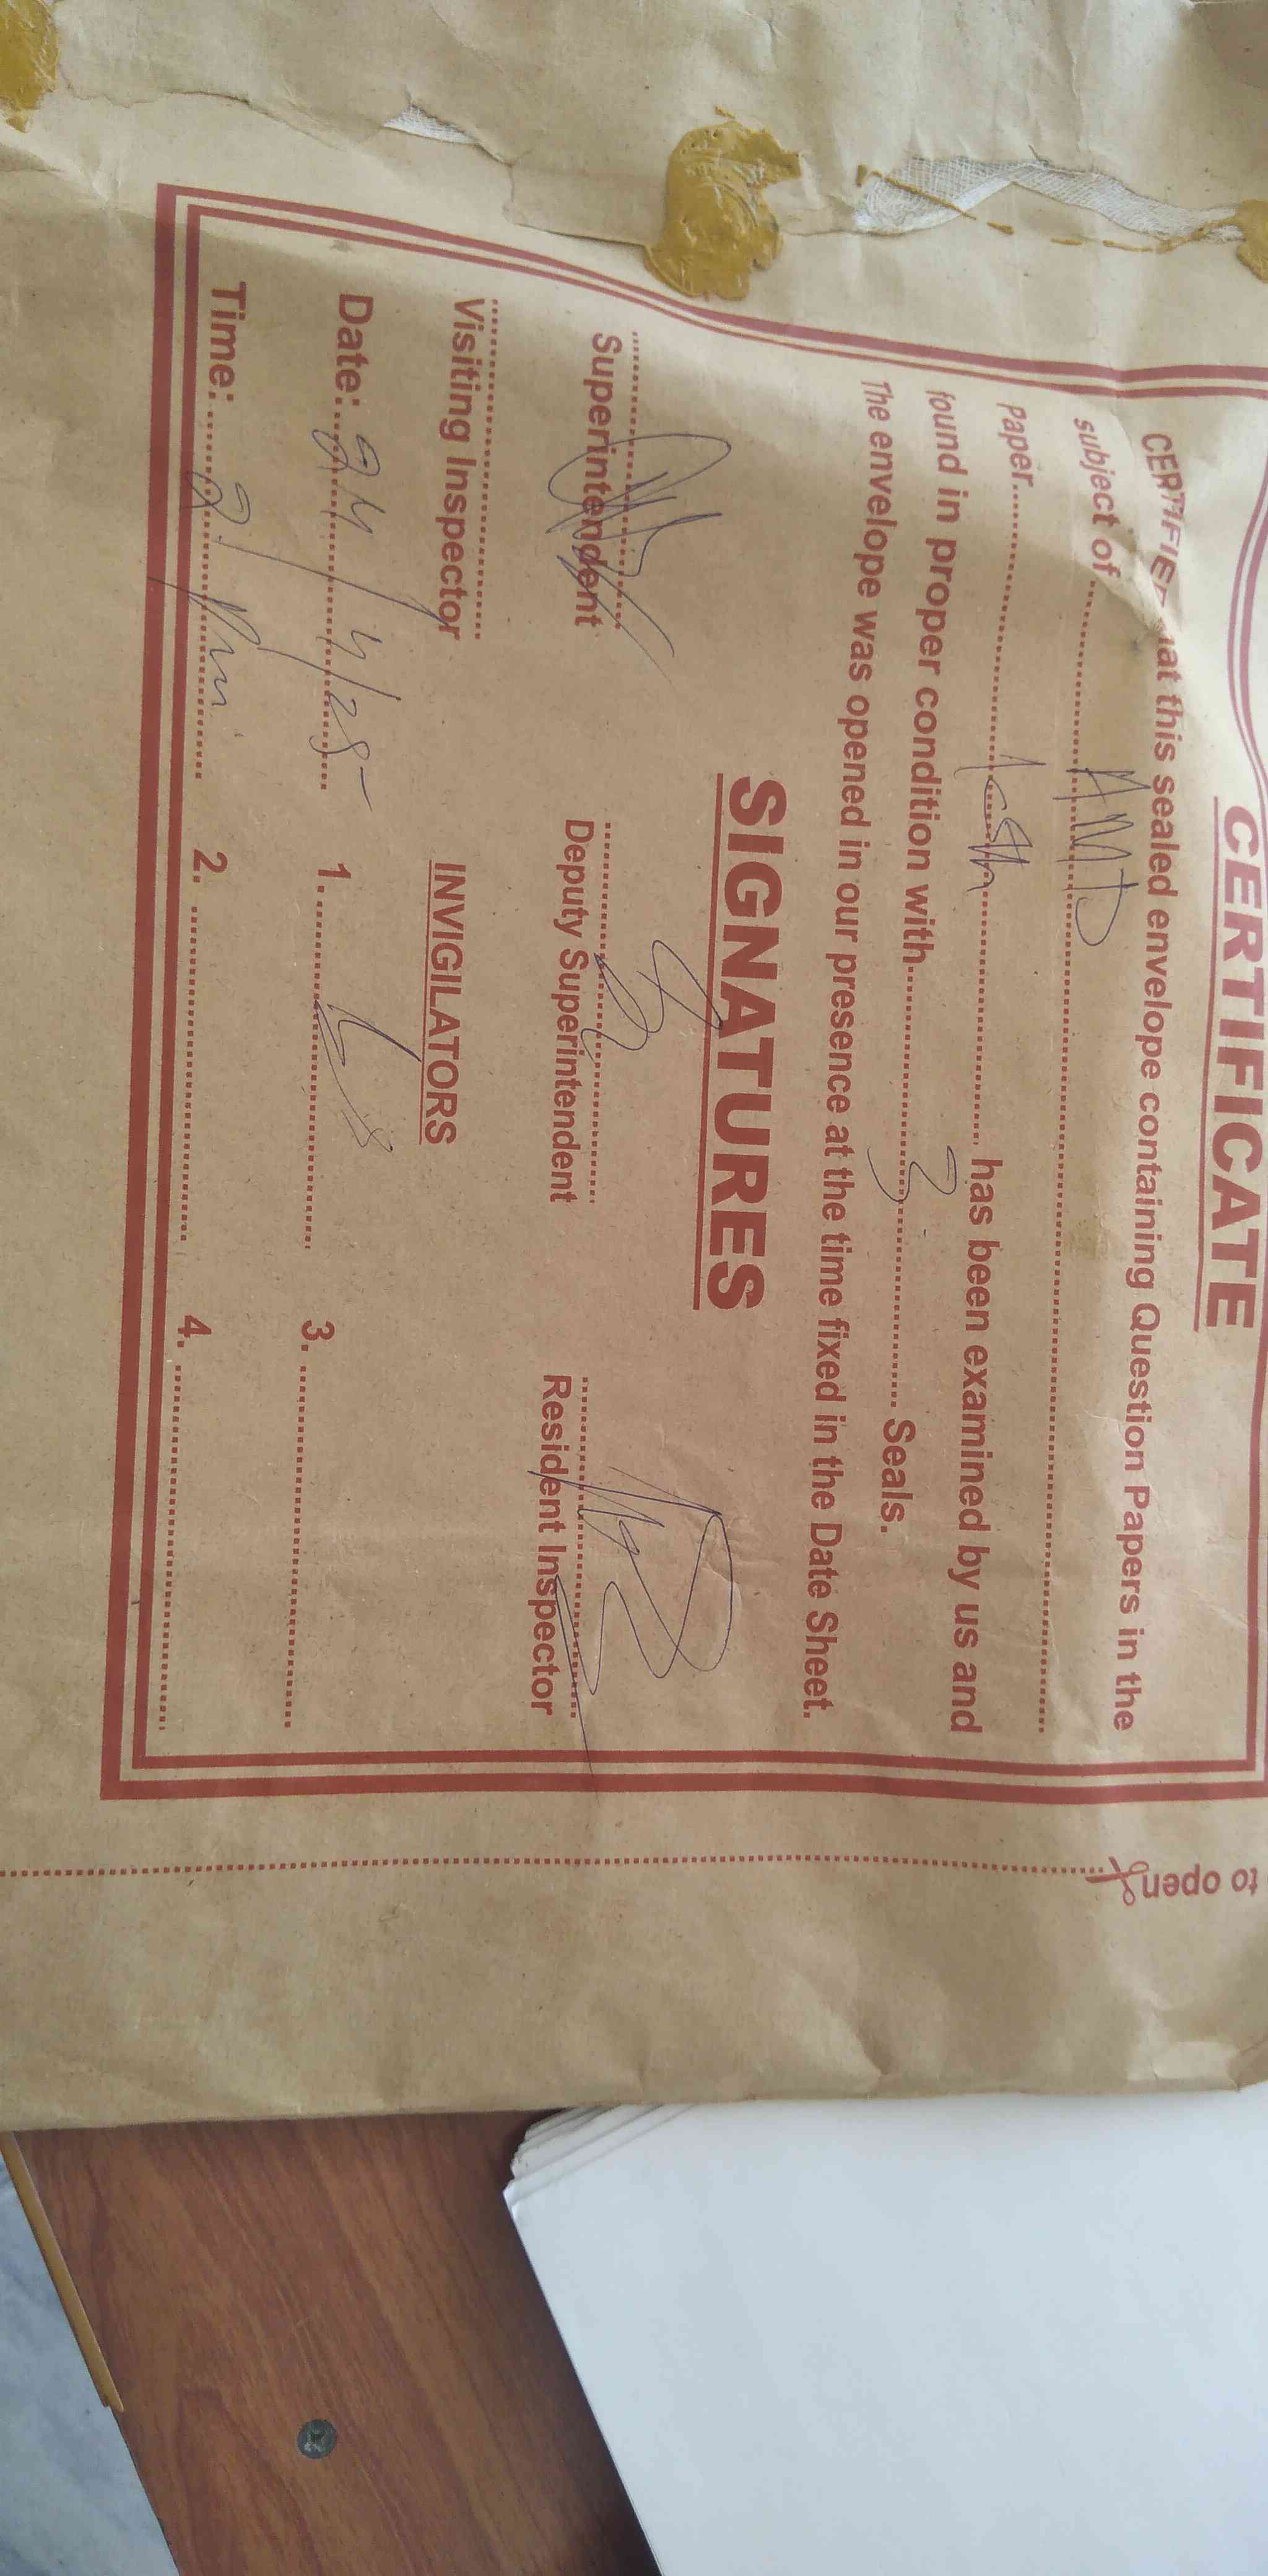 CERTIFICATE
CERTIFIED that this sealed envelope containing Question Papers in the
subject of .......... AMD ..........
Paper .......... has been examined by us and
found in proper condition with .......... 3 .......... Seals.
The envelope was opened in our presence at the time fixed in the Date Sheet.
SIGNATURES
Superintendent Deputy Superintendent Resident Inspector
Visiting Inspector INVIGILATORS
Date: 24/4/25 1. .......... 3. ..........
Time: 2. .......... 4. ..........
to open